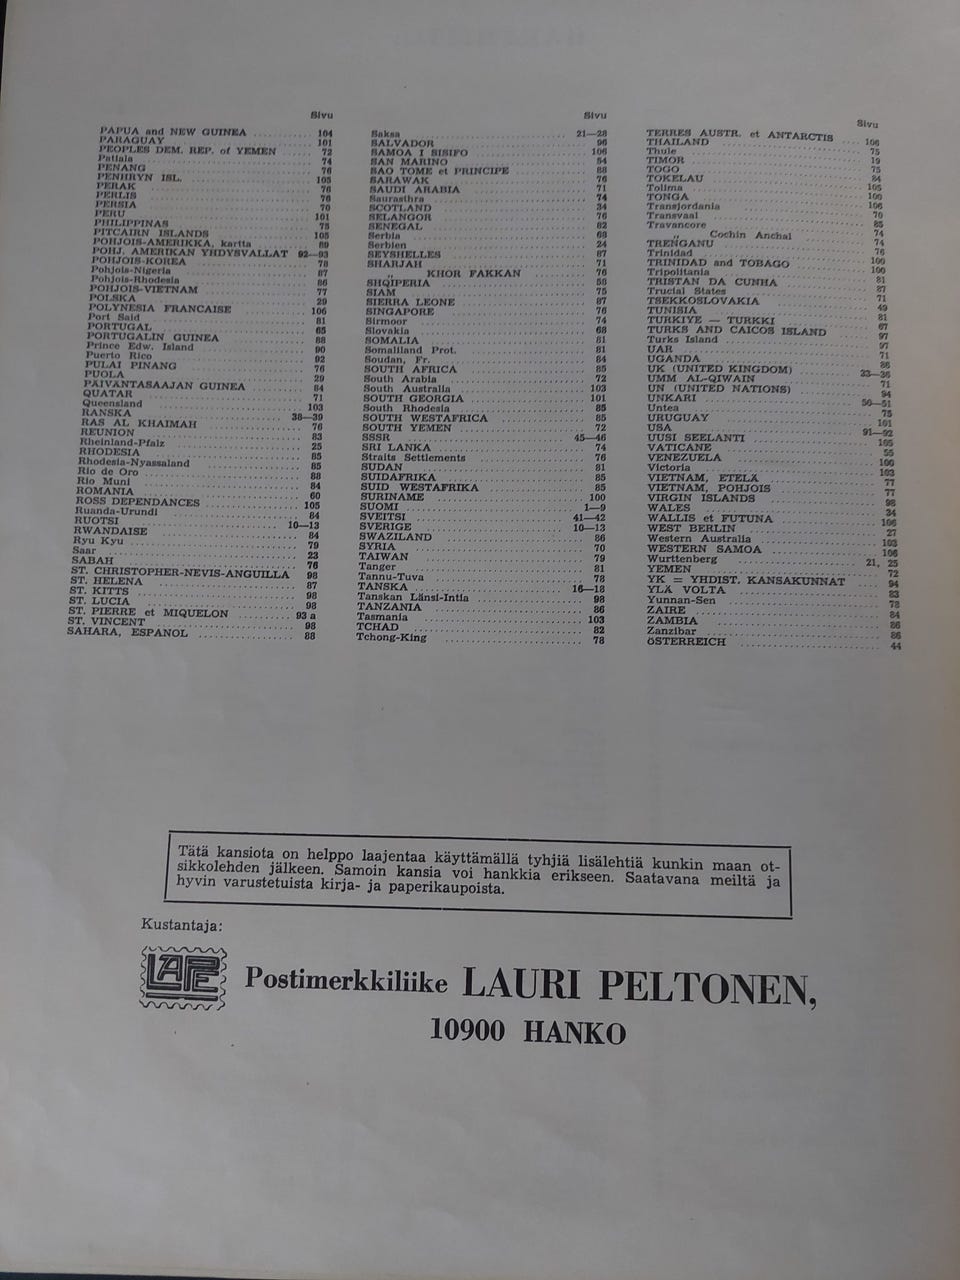 Sivu
PAPUA and NEW GUINEA 104
PARAGUAY 101
PEOPLES DEM. REP. of YEMEN 72
Patiala 74
PENANG 76
PENHRYN ISL. 105
PERAK 76
PERLIS 76
PERSIA 70
PERU 101
PHILIPPINAS 75
PITCAIRN ISLANDS 105
POHJOIS-AMERIKKA, kartta 89
POHJ. AMERIKAN YHDYSVALLAT 92—93
POHJOIS-KOREA 78
Pohjois-Nigeria 87
Pohjois-Rhodesia 86
POHJOIS-VIETNAM 77
POLSKA 29
POLYNESIA FRANCAISE 106
Port Said 81
PORTUGAL 65
PORTUGALIN GUINEA 88
Prince Edw. Island 90
Puerto Rico 92
PULAI PINANG 76
PUOLA 29
PÄIVÄNTASAAJAN GUINEA 84
QUATAR 71
Queensland 103
RANSKA 38—39
RAS AL KHAIMAH 76
REUNION 83
Rheinland-Pfalz 25
RHODESIA 85
Rhodesia-Nyassaland 85
Rio de Oro 88
Rio Muni 84
ROMANIA 60
ROSS DEPENDANCES 105
Ruanda-Urundi 84
RUOTSI 10—13
RWANDAISE 84
Ryu Kyu 79
Saar 23
SABAH 76
ST. CHRISTOPHER-NEVIS-ANGUILLA 98
ST. HELENA 87
ST. KITTS 98
ST. LUCIA 98
ST. PIERRE et MIQUELON 93 a
ST. VINCENT 98
SAHARA, ESPANOL 88
Sivu
Saksa 21—28
SALVADOR 96
SAMOA I SISIFO 106
SAN MARINO 54
SAO TOME et PRINCIPE 88
SARAWAK 76
SAUDI ARABIA 71
Saurasthra 74
SCOTLAND 34
SELANGOR 76
SENEGAL 82
Serbia 68
Serbien 24
SEYSHELLES 87
SHARJAH 71
" KHOR FAKKAN 76
SHQIPERIA 58
SIAM 75
SIERRA LEONE 87
SINGAPORE 76
Sirmoor 74
Slovakia 68
SOMALIA 81
Somaliland Prot. 81
Soudan, Fr. 84
SOUTH AFRICA 85
South Arabia 72
South Australia 103
SOUTH GEORGIA 101
South Rhodesia 85
SOUTH WESTAFRICA 85
SOUTH YEMEN 72
SSSR 45—46
SRI LANKA 74
Straits Settlements 76
SUDAN 81
SUIDAFRIKA 85
SUID WESTAFRIKA 85
SURINAME 100
SUOMI 1—9
SVEITSI 41—42
SVERIGE 10—13
SWAZILAND 86
SYRIA 70
TAIWAN 79
Tanger 81
Tannu-Tuva 78
TANSKA 16—18
Tanskan Länsi-Intia 98
TANZANIA 86
Tasmania 103
TCHAD 82
Tchong-King 78
Sivu
TERRES AUSTR. et ANTARCTIS 106
THAILAND 75
Thule 19
TIMOR 75
TOGO 84
TOKELAU 105
Tolima 100
TONGA 106
Transjordania 70
Transvaal 85
Travancore 74
" Cochin Anchal 74
TRENGANU 76
Trinidad 100
TRINIDAD and TOBAGO 100
Tripolitania 81
TRISTAN DA CUNHA 87
Trucial States 71
TSEKKOSLOVAKIA 49
TUNISIA 81
TURKIYE — TURKKI 67
TURKS AND CAICOS ISLAND 97
Turks Island 97
UAR 71
UGANDA 86
UK (UNITED KINGDOM) 33—36
UMM AL-QIWAIN 71
UN (UNITED NATIONS) 94
UNKARI 50—51
Untea 75
URUGUAY 101
USA 91—92
UUSI SEELANTI 105
VATICANE 55
VENEZUELA 100
Victoria 103
VIETNAM, ETELÄ 77
VIETNAM, POHJOIS 77
VIRGIN ISLANDS 98
WALES 34
WALLIS et FUTUNA 106
WEST BERLIN 27
Western Australia 103
WESTERN SAMOA 106
Wurttenberg 21, 25
YEMEN 72
YK = YHDIST. KANSAKUNNAT 94
YLÄ VOLTA 83
Yunnan-Sen 78
ZAIRE 84
ZAMBIA 86
Zanzibar 86
ÖSTERREICH 44
Tätä kansiota on helppo laajentaa käyttämällä tyhjiä lisälehtiä kunkin maan ot-
sikkolehden jälkeen. Samoin kansia voi hankkia erikseen. Saatavana meiltä ja
hyvin varustetuista kirja- ja paperikaupoista.
Kustantaja:
LAPE
Postimerkkiliike LAURI PELTONEN,
10900 HANKO